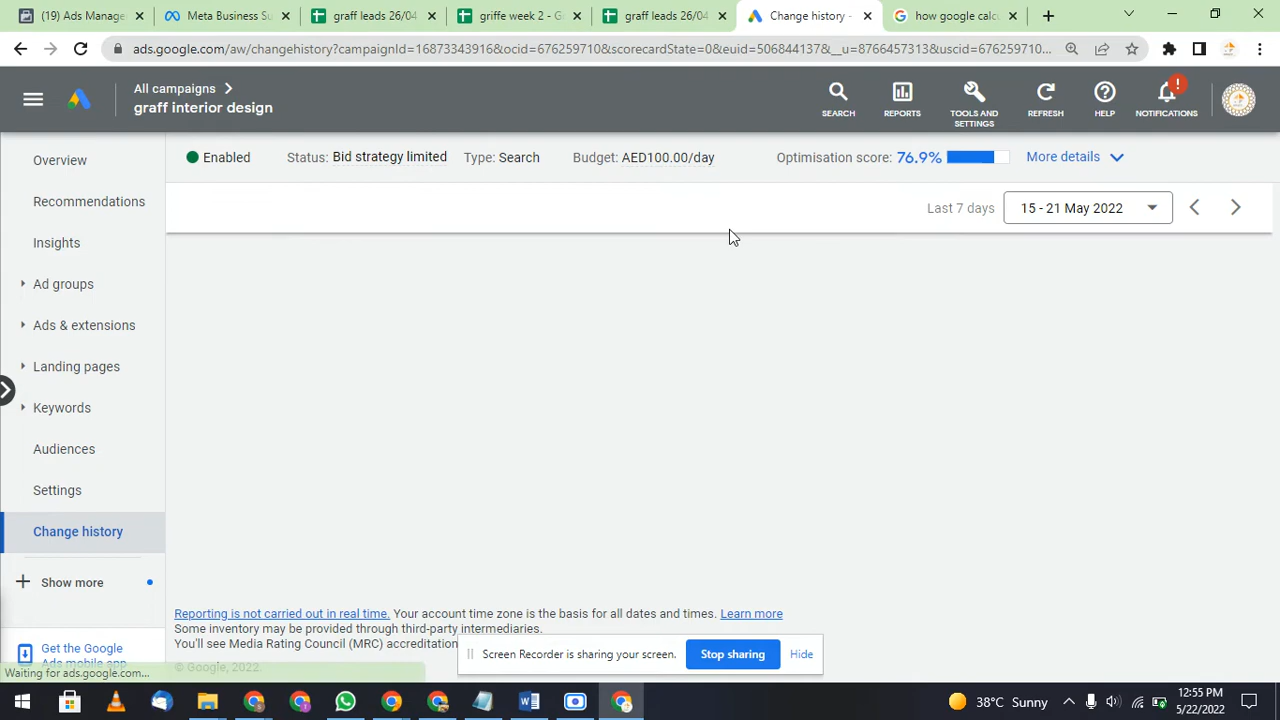 (19) Ads Manage
Meta Business Su
graff leads 26/04
griffe week 2 - G
graff leads 26/04
Change history -
how google calc
ads.google.com/aw/changehistory?campaignId=16873343916&ocid=676259710&scorecardState=0&euid=506844137&__u=8766457313&uscid=676259710...
All campaigns
graff interior design
SEARCH
REPORTS
TOOLS AND
SETTINGS
REFRESH
HELP
!
NOTIFICATIONS
Overview
Recommendations
Insights
Ad groups
Ads & extensions
Landing pages
Keywords
Audiences
Settings
Change history
Show more
Get the Google
Ads mobile app
Enabled
Status: Bid strategy limited
Type: Search
Budget: AED100.00/day
Optimisation score: 76.9%
More details
Last 7 days
15 - 21 May 2022
Reporting is not carried out in real time. Your account time zone is the basis for all dates and times. Learn more
Some inventory may be provided through third-party intermediaries.
You'll see Media Rating Council (MRC) accreditation
© Google, 2022.
Screen Recorder is sharing your screen.
Stop sharing
Hide
Waiting for ads.google.com...
38°C Sunny
12:55 PM
5/22/2022